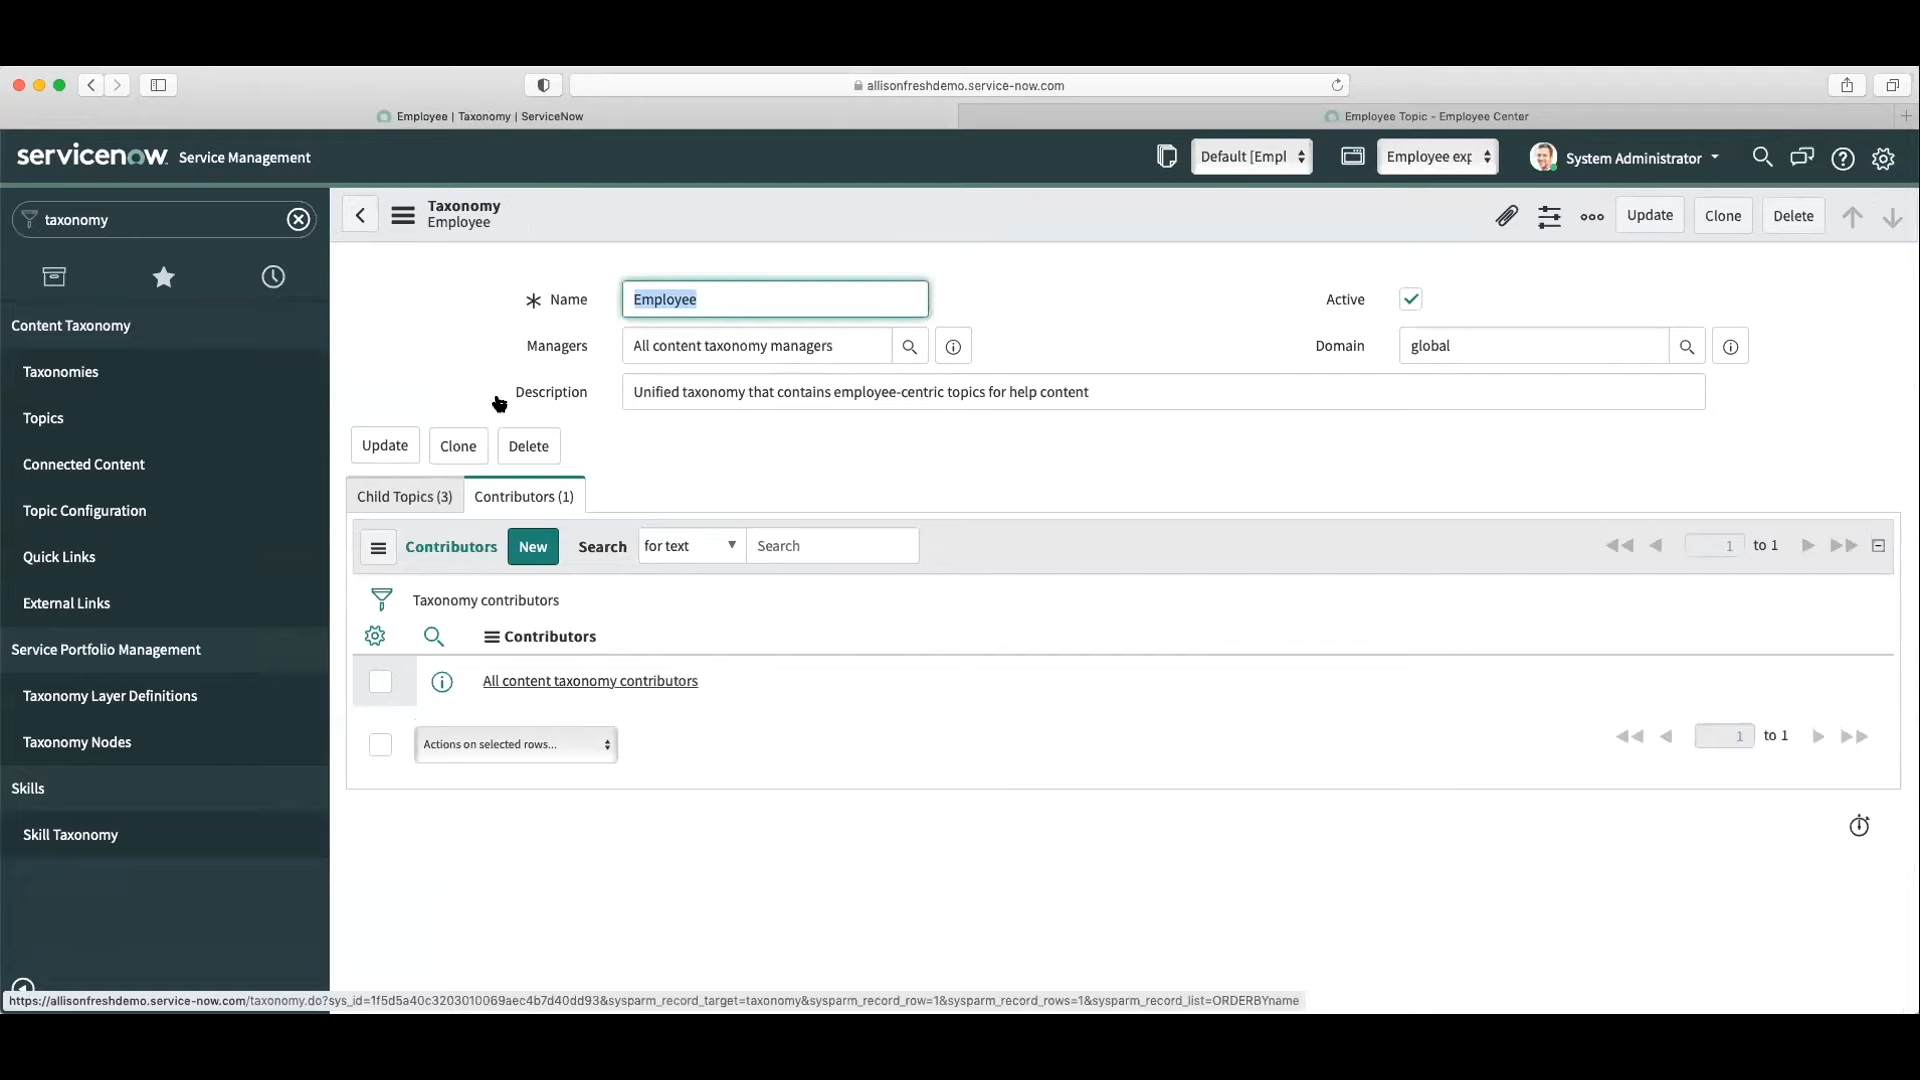 allisonfreshdemo.service-now.com
Employee | Taxonomy | ServiceNow
Employee Topic - Employee Center
servicenow. Service Management
Default [Empl
Employee exp
System Administrator
taxonomy
Taxonomy
Employee
Update
Clone
Delete
Content Taxonomy
Taxonomies
Topics
Connected Content
Topic Configuration
Quick Links
External Links
Service Portfolio Management
Taxonomy Layer Definitions
Taxonomy Nodes
Skills
Skill Taxonomy
Name
Employee
Active
Managers
All content taxonomy managers
Domain
global
Description
Unified taxonomy that contains employee-centric topics for help content
Update
Clone
Delete
Child Topics (3)
Contributors (1)
Contributors
New
Search
for text
Search
1 to 1
Taxonomy contributors
Contributors
All content taxonomy contributors
Actions on selected rows...
1 to 1
https://allisonfreshdemo.service-now.com/taxonomy.do?sys_id=1f5d5a40c3203010069aec4b7d40dd93&sysparm_record_target=taxonomy&sysparm_record_row=1&sysparm_record_rows=1&sysparm_record_list=ORDERBYname